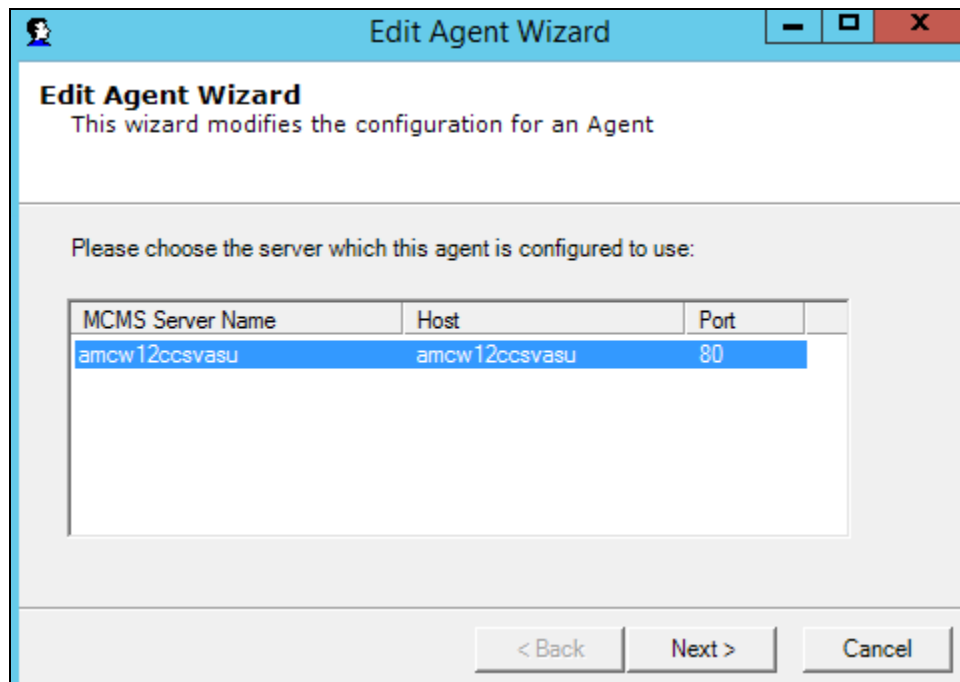 Edit Agent Wizard
Edit Agent Wizard
This wizard modifies the configuration for an Agent
Please choose the server which this agent is configured to use:
MCMS Server Name Host Port
amcw12ccsvasu amcw12ccsvasu 80
< Back Next > Cancel